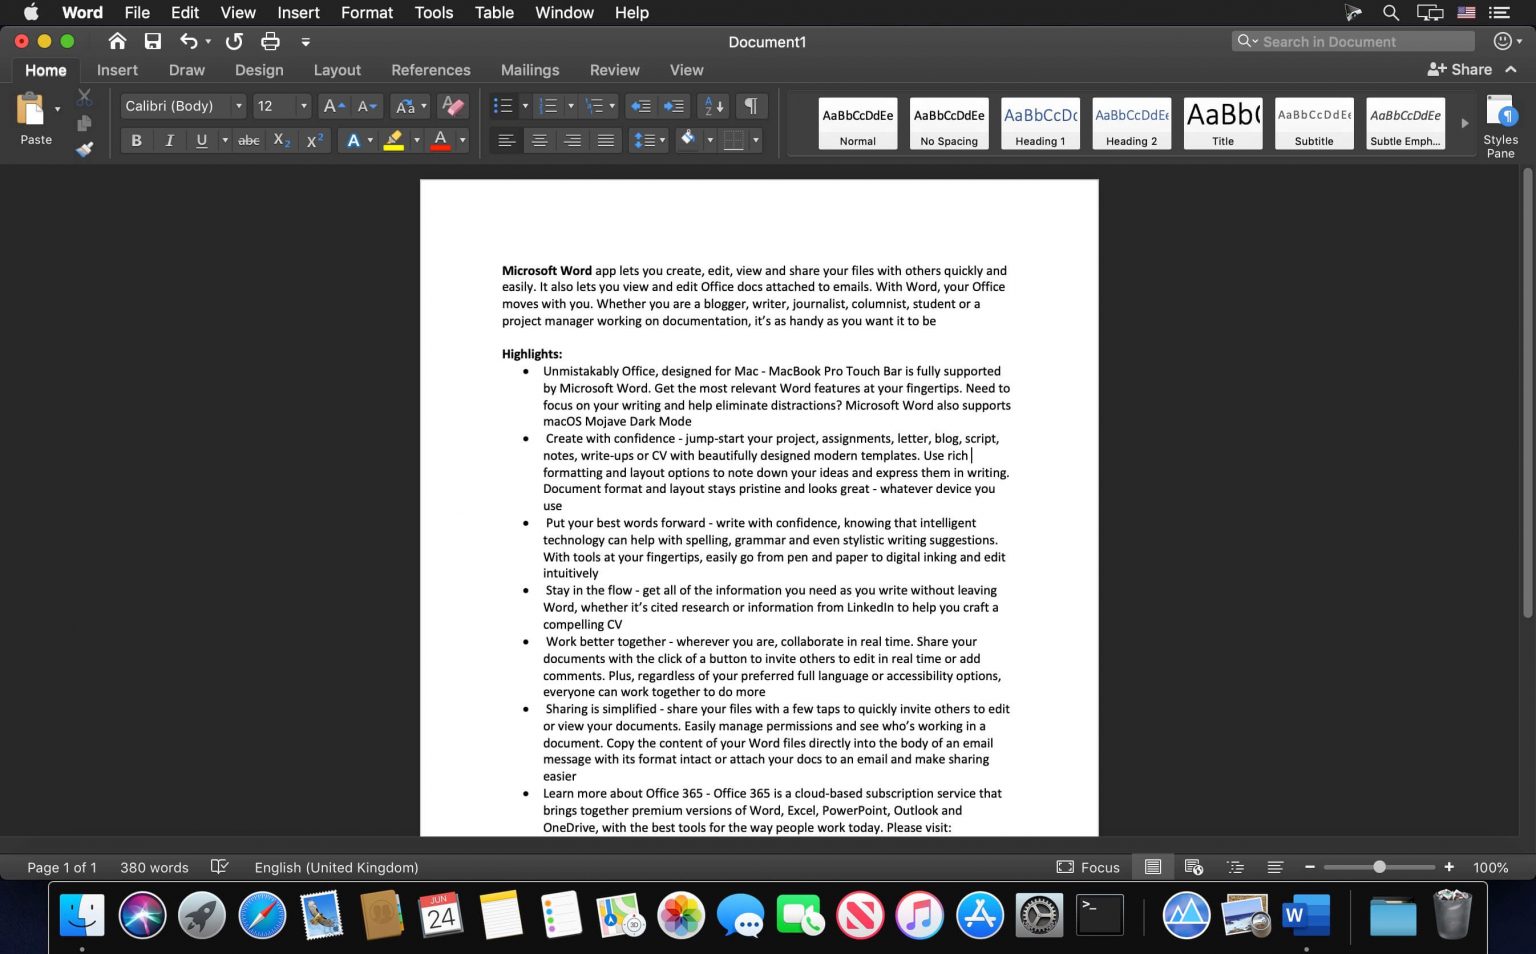 Word File Edit View Insert Format Tools Table Window Help
Document1
Search in Document
Home Insert Draw Design Layout References Mailings Review View
Share
Paste
Calibri (Body) 12
AaBbCcDdEe AaBbCcDdEe AaBbCcDc AaBbCcDdEe AaBb( AaBbCcDdEe AaBbCcDdEe
Normal No Spacing Heading 1 Heading 2 Title Subtitle Subtle Emph...
Styles
Pane
B I U abc X₂ X² A A
Microsoft Word app lets you create, edit, view and share your files with others quickly and
easily. It also lets you view and edit Office docs attached to emails. With Word, your Office
moves with you. Whether you are a blogger, writer, journalist, columnist, student or a
project manager working on documentation, it's as handy as you want it to be
Highlights:
• Unmistakably Office, designed for Mac - MacBook Pro Touch Bar is fully supported
by Microsoft Word. Get the most relevant Word features at your fingertips. Need to
focus on your writing and help eliminate distractions? Microsoft Word also supports
macOS Mojave Dark Mode
• Create with confidence - jump-start your project, assignments, letter, blog, script,
notes, write-ups or CV with beautifully designed modern templates. Use rich
formatting and layout options to note down your ideas and express them in writing.
Document format and layout stays pristine and looks great - whatever device you
use
• Put your best words forward - write with confidence, knowing that intelligent
technology can help with spelling, grammar and even stylistic writing suggestions.
With tools at your fingertips, easily go from pen and paper to digital inking and edit
intuitively
• Stay in the flow - get all of the information you need as you write without leaving
Word, whether it's cited research or information from LinkedIn to help you craft a
compelling CV
• Work better together - wherever you are, collaborate in real time. Share your
documents with the click of a button to invite others to edit in real time or add
comments. Plus, regardless of your preferred full language or accessibility options,
everyone can work together to do more
• Sharing is simplified - share your files with a few taps to quickly invite others to edit
or view your documents. Easily manage permissions and see who's working in a
document. Copy the content of your Word files directly into the body of an email
message with its format intact or attach your docs to an email and make sharing
easier
• Learn more about Office 365 - Office 365 is a cloud-based subscription service that
brings together premium versions of Word, Excel, PowerPoint, Outlook and
OneDrive, with the best tools for the way people work today. Please visit:
Page 1 of 1 380 words English (United Kingdom)
Focus 100%
JUN
24
3D
>_
W